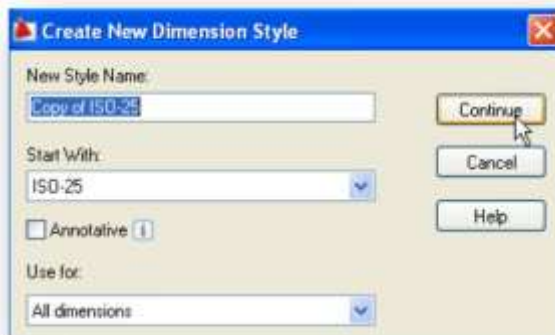 Create New Dimension Style
New Style Name:
Copy of ISO-25
Continue
Start With:
Cancel
ISO-25
Help
Annotative
Use for:
All dimensions